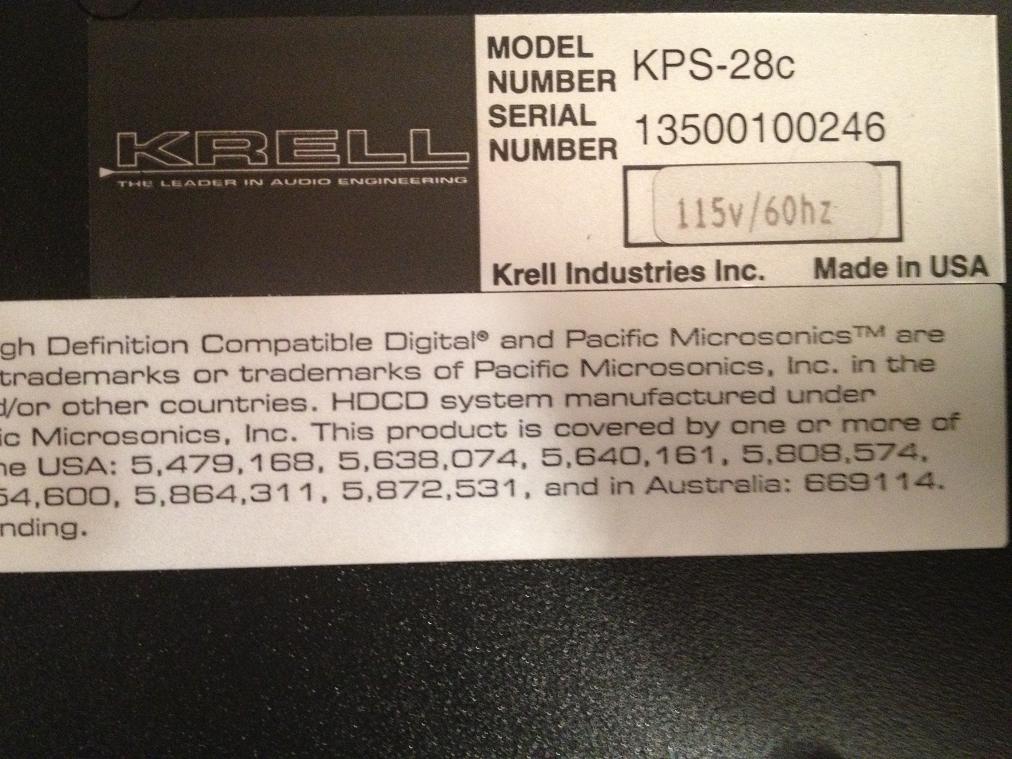 KRELL
THE LEADER IN AUDIO ENGINEERING
MODEL NUMBER KPS-28c
SERIAL NUMBER 13500100246
115v/60hz
Krell Industries Inc. Made in USA
gh Definition Compatible Digital® and Pacific Microsonics™ are
trademarks or trademarks of Pacific Microsonics, Inc. in the
d/or other countries. HDCD system manufactured under
ic Microsonics, Inc. This product is covered by one or more of
he USA: 5,479,168, 5,638,074, 5,640,161, 5,808,574,
54,600, 5,864,311, 5,872,531, and in Australia: 669114.
nding.